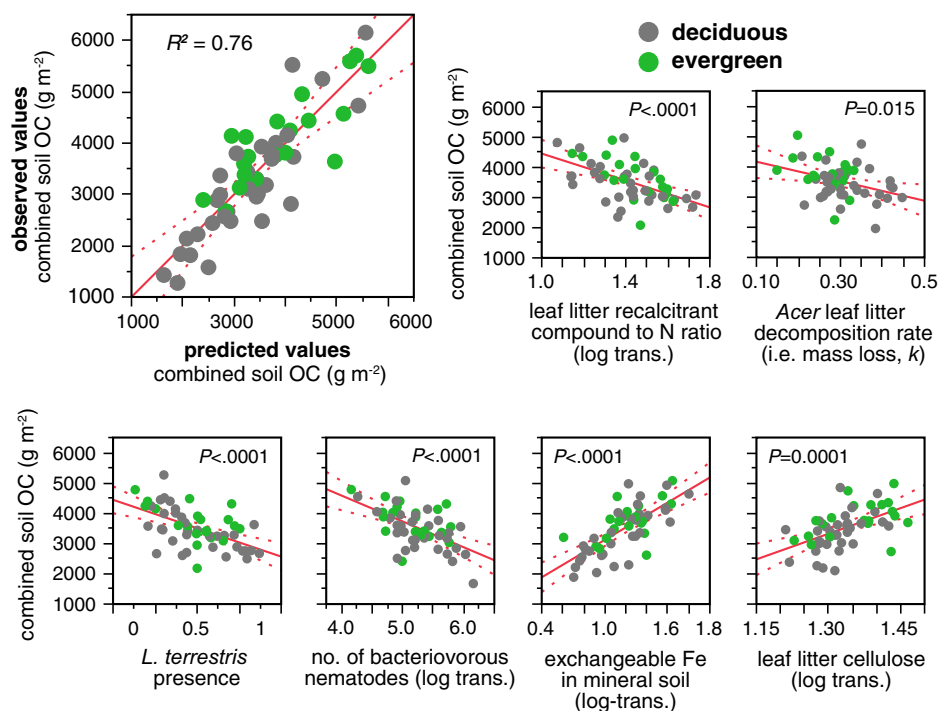 deciduous
evergreen
observed values
combined soil OC (g m-2)
6000
5000
4000
3000
2000
1000
R² = 0.76
1000 3000 5000 6000
predicted values
combined soil OC (g m-2)
combined soil OC (g m-2)
6000
5000
4000
3000
2000
1000
P<.0001
1.0 1.4 1.8
leaf litter recalcitrant
compound to N ratio
(log trans.)
P=0.015
0.10 0.30 0.5
Acer leaf litter
decomposition rate
(i.e. mass loss, k)
combined soil OC (g m-2)
6000
5000
4000
3000
2000
1000
P<.0001
0 0.5 1
L. terrestris
presence
P<.0001
4.0 5.0 6.0
no. of bacteriovorous
nematodes (log trans.)
P<.0001
0.4 1.0 1.6 1.8
exchangeable Fe
in mineral soil
(log-trans.)
P=0.0001
1.15 1.30 1.45
leaf litter cellulose
(log trans.)